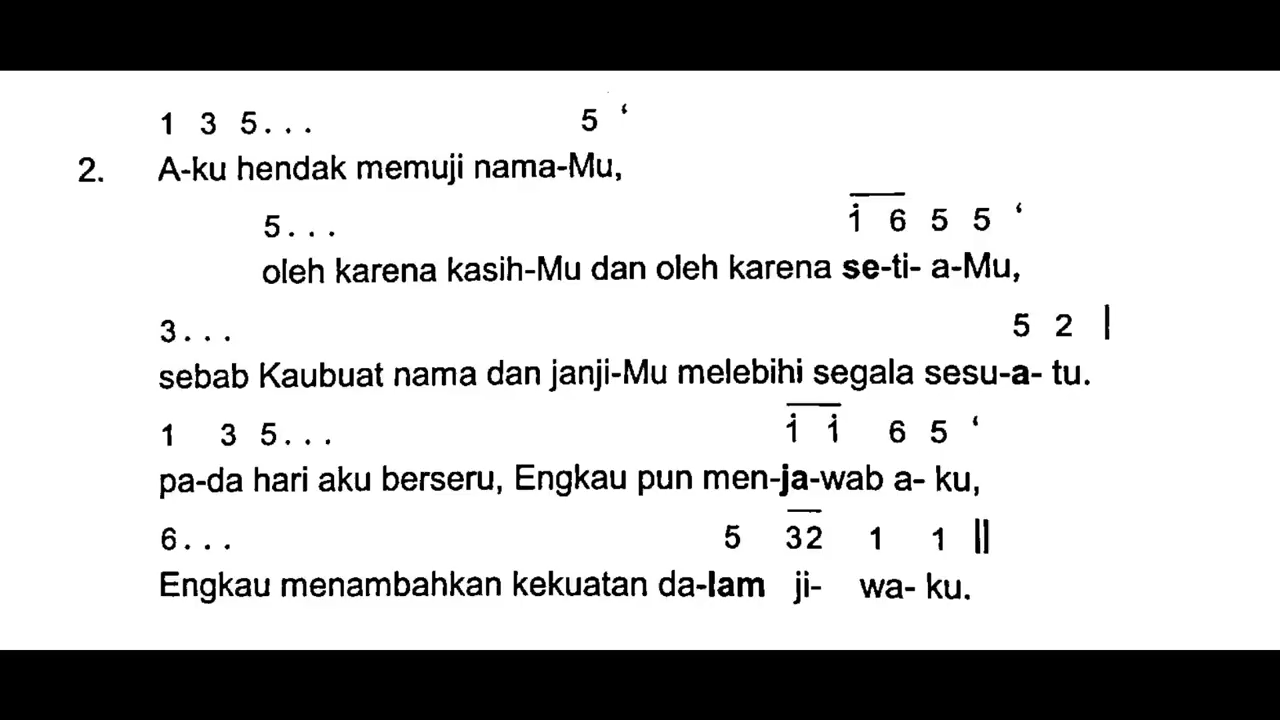 1 3 5... 5 ‘
2. A-ku hendak memuji nama-Mu,
5... i̇ 6 5 5 ‘
oleh karena kasih-Mu dan oleh karena se-ti- a-Mu,
3... 5 2 |
sebab Kaubuat nama dan janji-Mu melebihi segala sesu-a- tu.
1 3 5... i̇ i̇ 6 5 ‘
pa-da hari aku berseru, Engkau pun men-ja-wab a- ku,
6... 5 32 1 1 ||
Engkau menambahkan kekuatan da-lam ji- wa- ku.